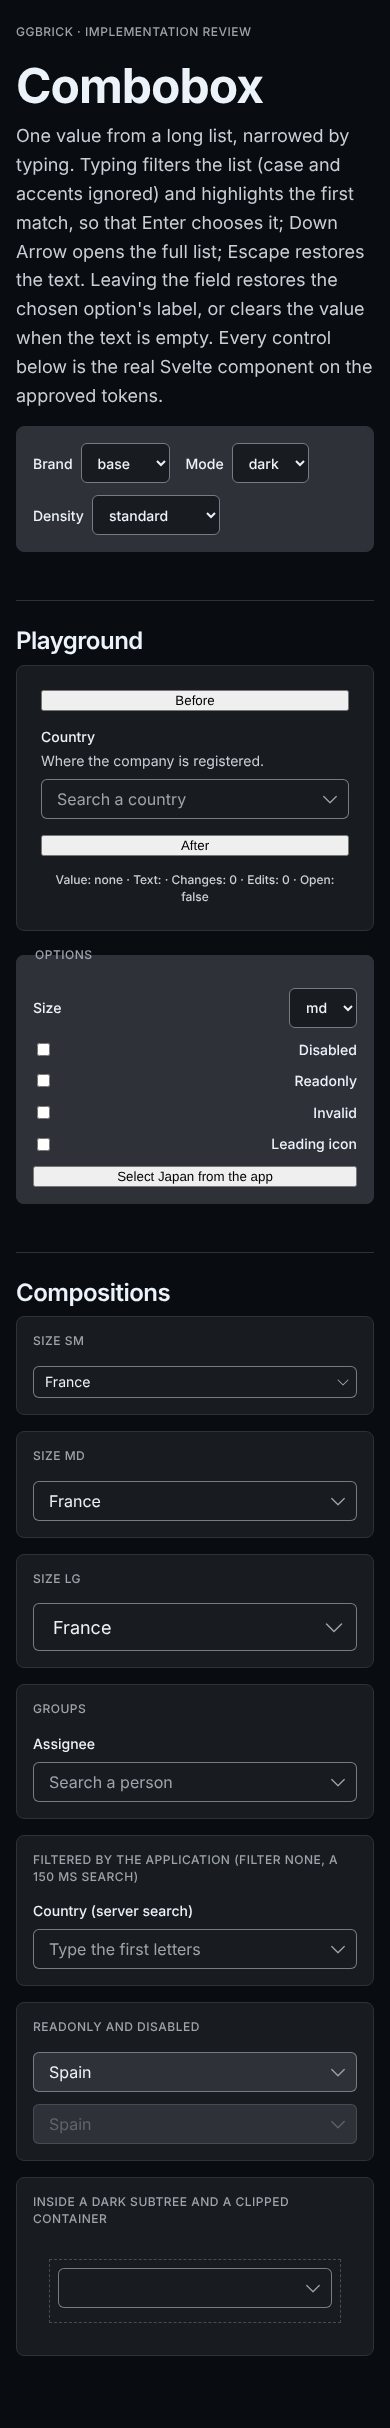 GGBRICK · IMPLEMENTATION REVIEW
Combobox
One value from a long list, narrowed by
typing. Typing filters the list (case and
accents ignored) and highlights the first
match, so that Enter chooses it; Down
Arrow opens the full list; Escape restores
the text. Leaving the field restores the
chosen option's label, or clears the value
when the text is empty. Every control
below is the real Svelte component on the
approved tokens.
Brand base Mode dark
Density standard
Playground
Before
Country
Where the company is registered.
Search a country
After
Value: none · Text: · Changes: 0 · Edits: 0 · Open:
false
OPTIONS
Size md
Disabled
Readonly
Invalid
Leading icon
Select Japan from the app
Compositions
SIZE SM
France
SIZE MD
France
SIZE LG
France
GROUPS
Assignee
Search a person
FILTERED BY THE APPLICATION (FILTER NONE, A
150 MS SEARCH)
Country (server search)
Type the first letters
READONLY AND DISABLED
Spain
Spain
INSIDE A DARK SUBTREE AND A CLIPPED
CONTAINER